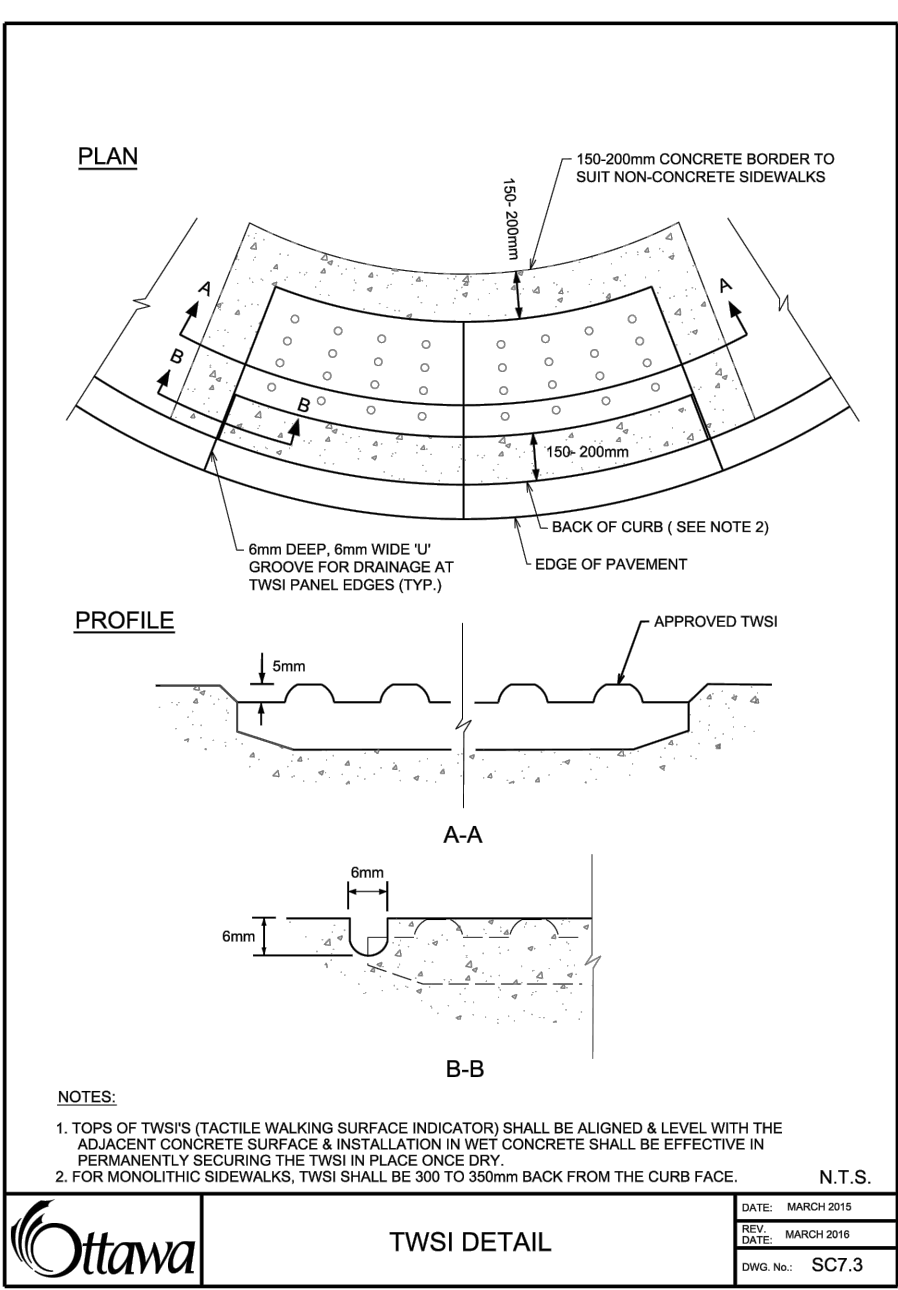 PLAN
150-200mm CONCRETE BORDER TO
SUIT NON-CONCRETE SIDEWALKS
150- 200mm
A
A
B
B
150- 200mm
BACK OF CURB ( SEE NOTE 2)
6mm DEEP, 6mm WIDE 'U'
GROOVE FOR DRAINAGE AT
TWSI PANEL EDGES (TYP.)
EDGE OF PAVEMENT
PROFILE
APPROVED TWSI
5mm
A-A
6mm
6mm
B-B
NOTES:
1. TOPS OF TWSI'S (TACTILE WALKING SURFACE INDICATOR) SHALL BE ALIGNED & LEVEL WITH THE
ADJACENT CONCRETE SURFACE & INSTALLATION IN WET CONCRETE SHALL BE EFFECTIVE IN
PERMANENTLY SECURING THE TWSI IN PLACE ONCE DRY.
2. FOR MONOLITHIC SIDEWALKS, TWSI SHALL BE 300 TO 350mm BACK FROM THE CURB FACE.
N.T.S.
Ottawa
TWSI DETAIL
DATE: MARCH 2015
REV.
DATE: MARCH 2016
DWG. No.: SC7.3